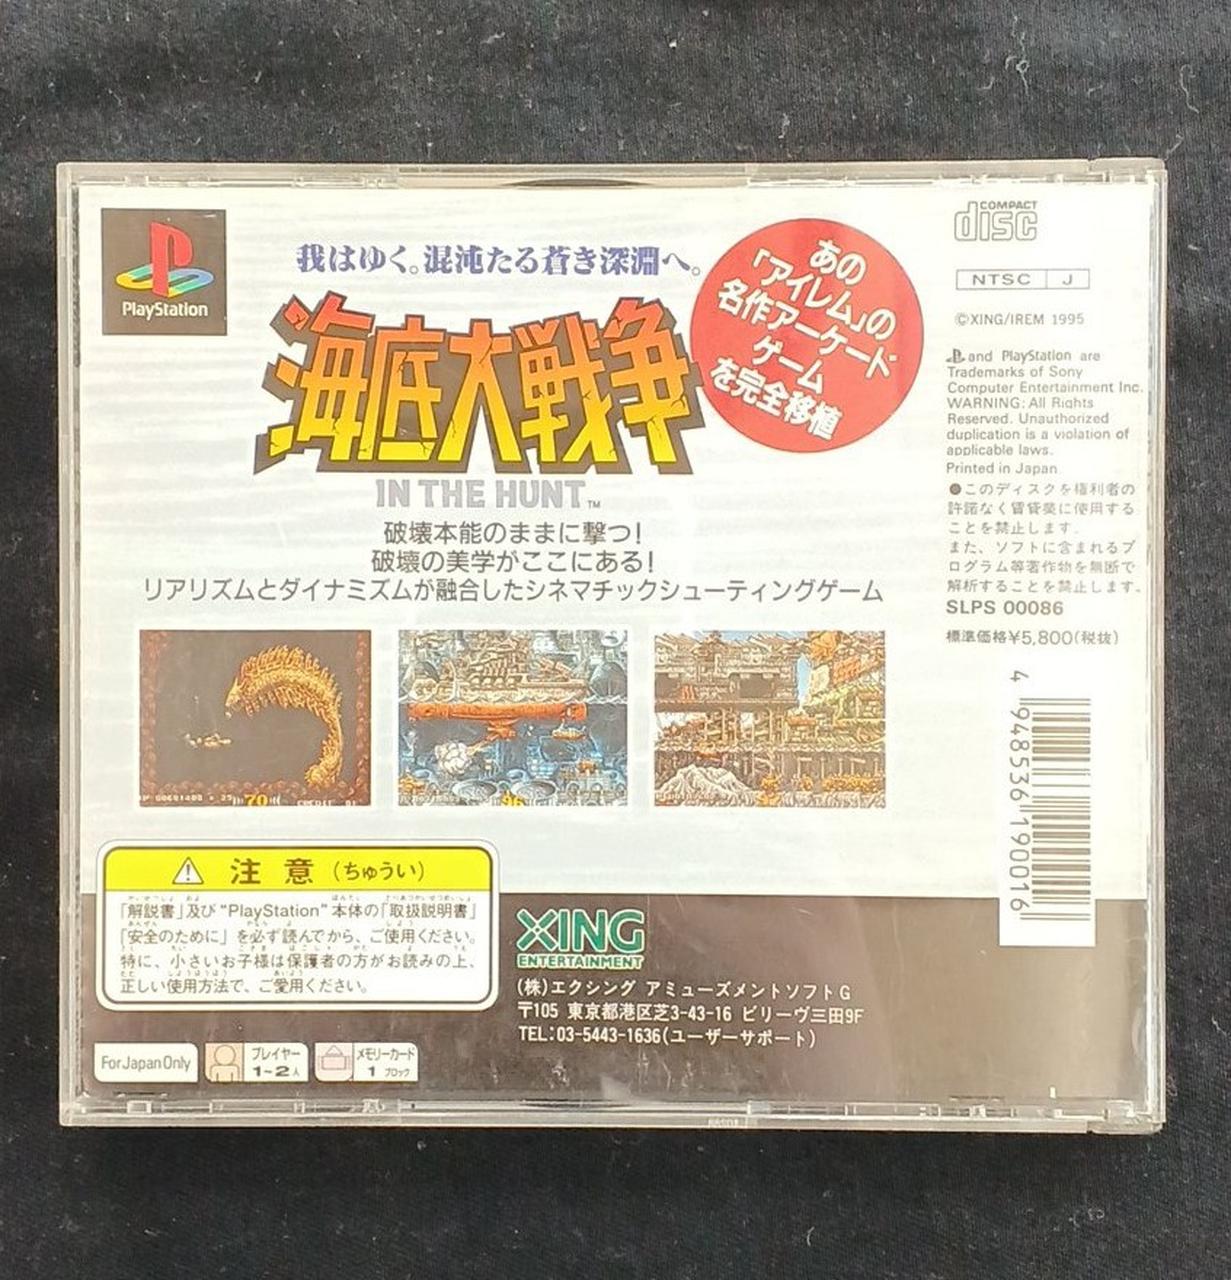 PlayStation
我はゆく。混沌たる蒼き深淵へ。
海底大戦争
IN THE HUNT™
あの
「アイレム」の
名作アーケード
ゲーム
を完全移植
破壊本能のままに撃つ!
破壊の美学がここにある!
リアリズムとダイナミズムが融合したシネマチックシューティングゲーム
70
96
COMPACT
disc
NTSC J
©XING/IREM 1995
and PlayStation are
Trademarks of Sony
Computer Entertainment Inc.
WARNING: All Rights
Reserved. Unauthorized
duplication is a violation of
applicable laws.
Printed in Japan
●このディスクを権利者の
許諾なく賃貸業に使用する
ことを禁止します.
また、ソフトに含まれるプ
ログラム等著作物を無断で
解析することを禁止します.
SLPS 00086
標準価格¥5,800(税抜)
4 948536 190016
注意(ちゅうい)
「解説書」及び“PlayStation”本体の「取扱説明書」
「安全のために」を必ず読んでから、ご使用ください。
特に、小さいお子様は保護者の方がお読みの上、
正しい使用方法で、ご愛用ください。
For Japan Only
プレイヤー
1~2人
メモリーカード
1ブロック
XING
ENTERTAINMENT
(株)エクシング アミューズメントソフトG
〒105 東京都港区芝3-43-16 ビリーヴ三田9F
TEL:03-5443-1636(ユーザーサポート)